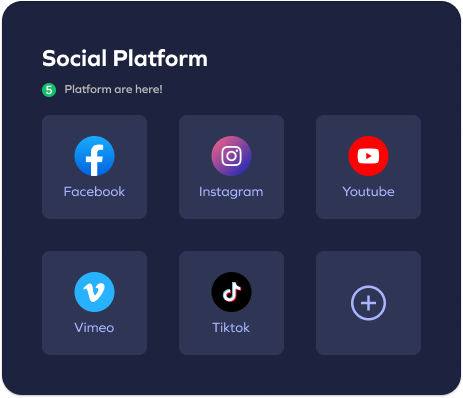 Social Platform
5 Platform are here!
Facebook
Instagram
Youtube
Vimeo
Tiktok